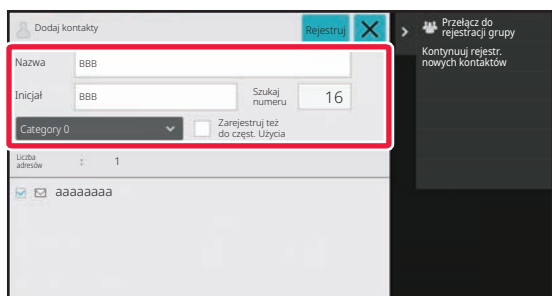 Dodaj kontakty
Rejestruj
Nazwa
BBB
Inicjał
BBB
Szukaj
numeru
16
Category 0
Zarejestruj też
do częst. Użycia
Liczba
adresów
:
1
aaaaaaaa
Przełącz do
rejestracji grupy
Kontynuuj rejestr.
nowych kontaktów